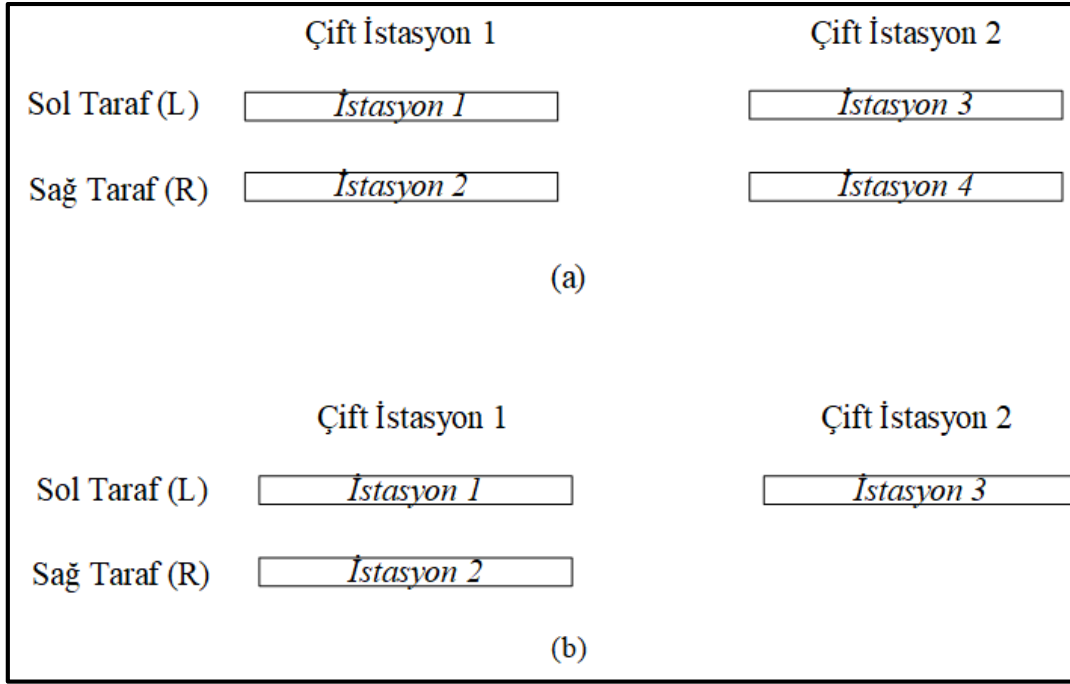 Çift İstasyon 1 Çift İstasyon 2
Sol Taraf (L) İstasyon 1 İstasyon 3
Sağ Taraf (R) İstasyon 2 İstasyon 4
(a)
Çift İstasyon 1 Çift İstasyon 2
Sol Taraf (L) İstasyon 1 İstasyon 3
Sağ Taraf (R) İstasyon 2
(b)